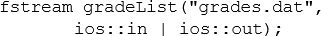 fstream gradeList("grades.dat",
ios::in | ios::out);